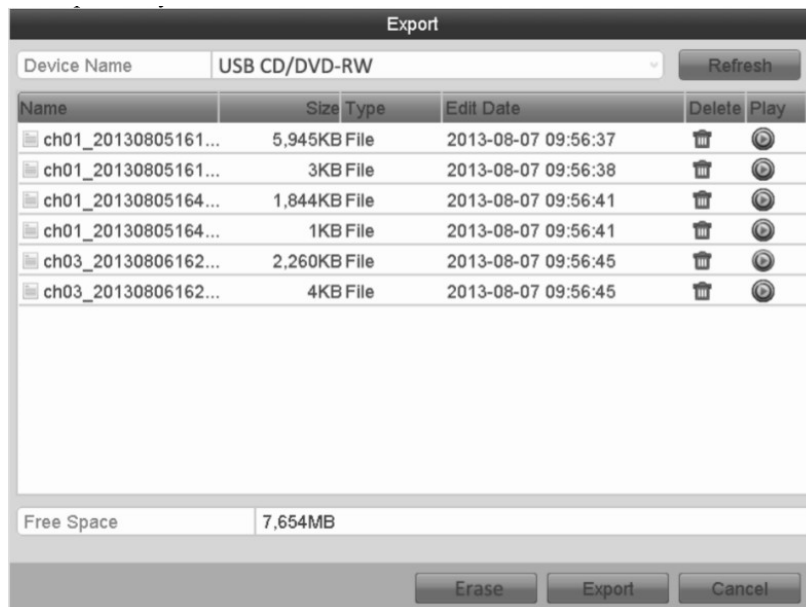 Export
Device Name USB CD/DVD-RW Refresh
Name Size Type Edit Date Delete Play
ch01_20130805161... 5,945KB File 2013-08-07 09:56:37
ch01_20130805161... 3KB File 2013-08-07 09:56:38
ch01_20130805164... 1,844KB File 2013-08-07 09:56:41
ch01_20130805164... 1KB File 2013-08-07 09:56:41
ch03_20130806162... 2,260KB File 2013-08-07 09:56:45
ch03_20130806162... 4KB File 2013-08-07 09:56:45
Free Space 7,654MB
Erase Export Cancel